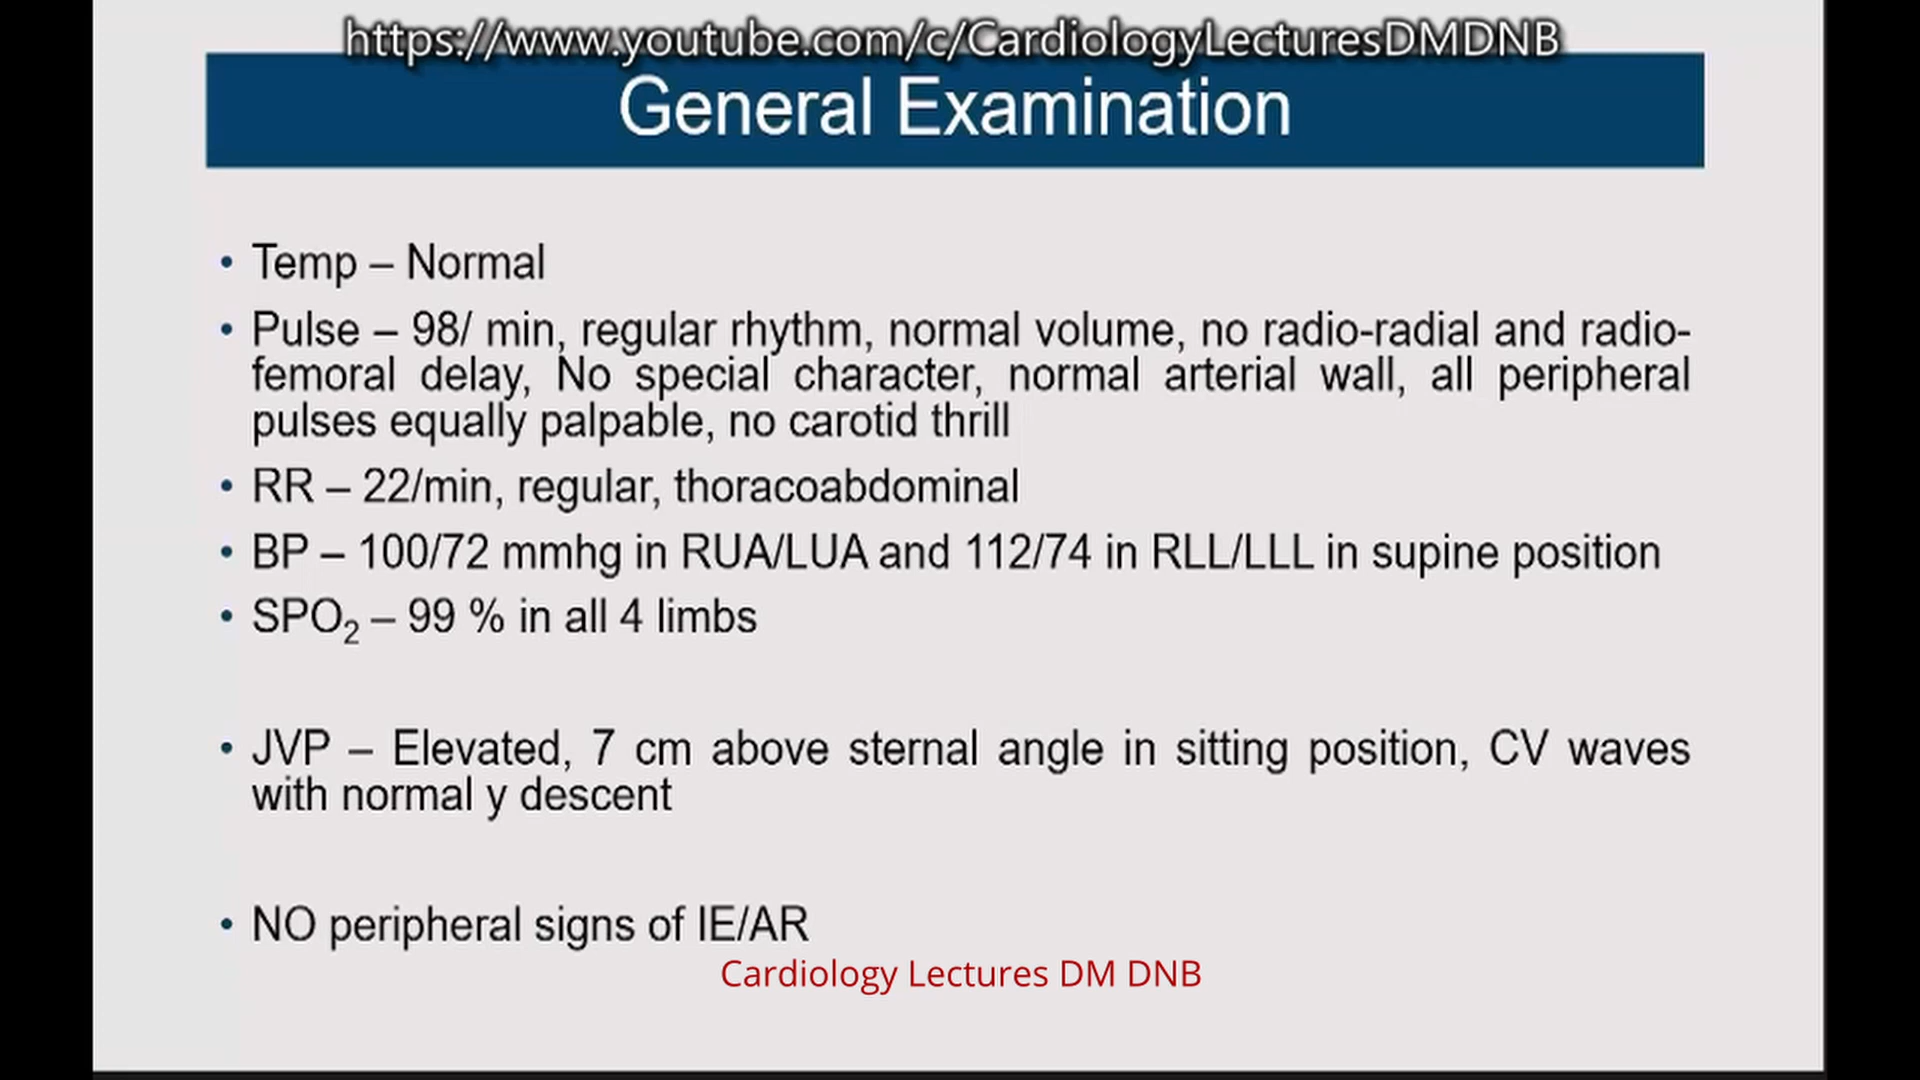 https://www.youtube.com/c/CardiologyLecturesDMDNB
General Examination
• Temp – Normal
• Pulse – 98/ min, regular rhythm, normal volume, no radio-radial and radio-
femoral delay, No special character, normal arterial wall, all peripheral
pulses equally palpable, no carotid thrill
• RR – 22/min, regular, thoracoabdominal
• BP – 100/72 mmhg in RUA/LUA and 112/74 in RLL/LLL in supine position
• SPO₂ – 99 % in all 4 limbs
• JVP – Elevated, 7 cm above sternal angle in sitting position, CV waves
with normal y descent
• NO peripheral signs of IE/AR
Cardiology Lectures DM DNB